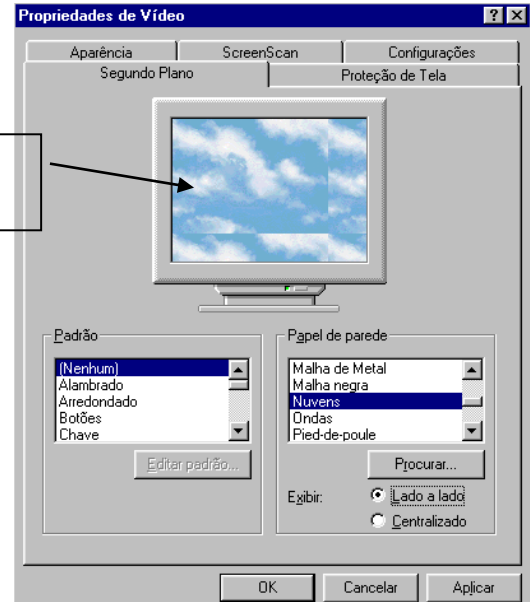 Propriedades de Vídeo
Aparência ScreenScan Configurações
Segundo Plano Proteção de Tela
Padrão
(Nenhum)
Alambrado
Arredondado
Botões
Chave
Editar padrão...
Papel de parede
Malha de Metal
Malha negra
Nuvens
Ondas
Pied-de-poule
Procurar...
Exibir:
Lado a lado
Centralizado
OK Cancelar Aplicar